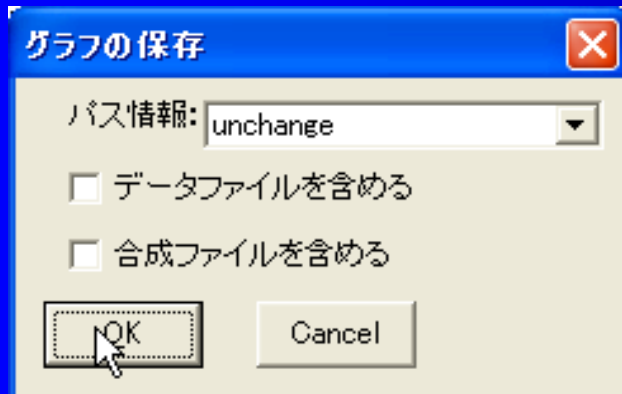 グラフの保存
パス情報: unchange
データファイルを含める
合成ファイルを含める
OK Cancel